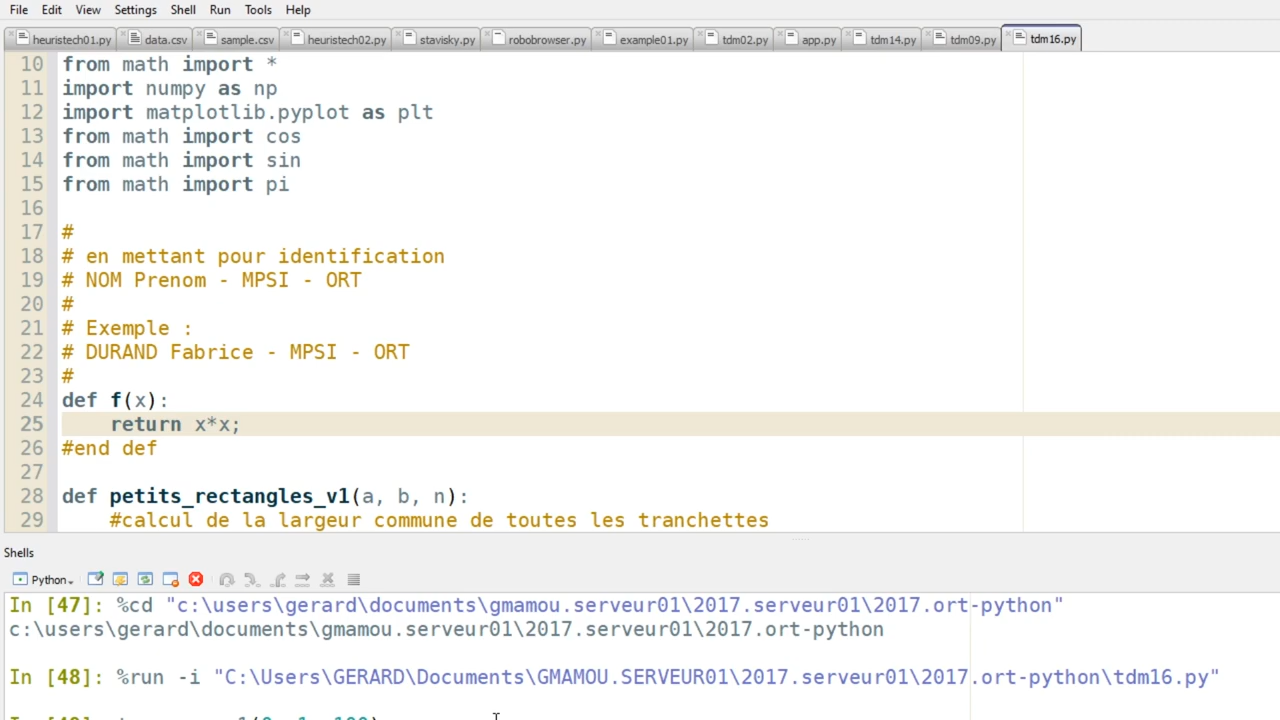 File Edit View Settings Shell Run Tools Help
heuristech01.py data.csv sample.csv heuristech02.py stavisky.py robobrowser.py example01.py tdm02.py app.py tdm14.py tdm09.py tdm16.py
10 from math import *
11 import numpy as np
12 import matplotlib.pyplot as plt
13 from math import cos
14 from math import sin
15 from math import pi
16
17 #
18 # en mettant pour identification
19 # NOM Prenom - MPSI - ORT
20 #
21 # Exemple :
22 # DURAND Fabrice - MPSI - ORT
23 #
24 def f(x):
25 return x*x;
26 #end def
27
28 def petits_rectangles_v1(a, b, n):
29 #calcul de la largeur commune de toutes les tranchettes
Shells
Python
In [47]: %cd "c:\users\gerard\documents\gmamou.serveur01\2017.serveur01\2017.ort-python"
c:\users\gerard\documents\gmamou.serveur01\2017.serveur01\2017.ort-python
In [48]: %run -i "C:\Users\GERARD\Documents\GMAMOU.SERVEUR01\2017.serveur01\2017.ort-python\tdm16.py"